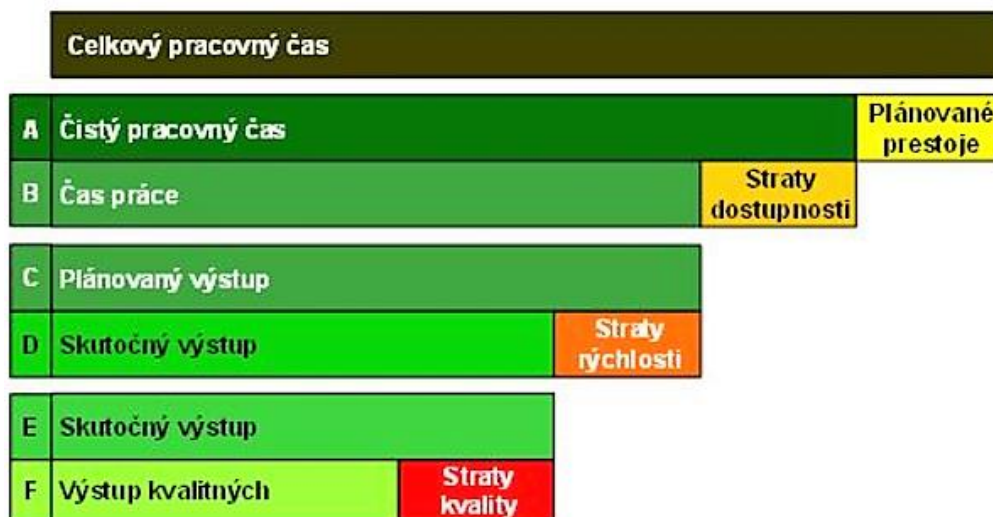 Celkový pracovný čas
A Čistý pracovný čas Plánované
prestoje
B Čas práce Straty
dostupnosti
C Plánovaný výstup
D Skutočný výstup Straty
rýchlosti
E Skutočný výstup
F Výstup kvalitných Straty
kvality